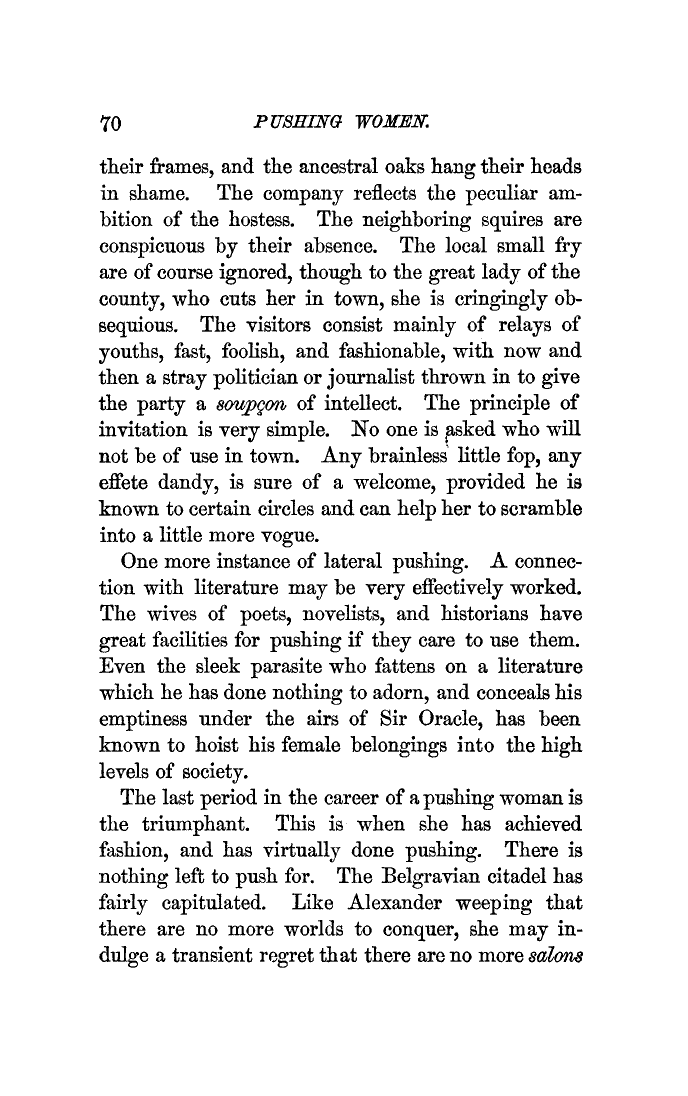 70 PUSHING WOMEN.
their frames, and the ancestral oaks hang their heads
in shame. The company reflects the peculiar am-
bition of the hostess. The neighboring squires are
conspicuous by their absence. The local small fry
are of course ignored, though to the great lady of the
county, who cuts her in town, she is cringingly ob-
sequious. The visitors consist mainly of relays of
youths, fast, foolish, and fashionable, with now and
then a stray politician or journalist thrown in to give
the party a soupçon of intellect. The principle of
invitation is very simple. No one is asked who will
not be of use in town. Any brainless little fop, any
effete dandy, is sure of a welcome, provided he is
known to certain circles and can help her to scramble
into a little more vogue.
One more instance of lateral pushing. A connec-
tion with literature may be very effectively worked.
The wives of poets, novelists, and historians have
great facilities for pushing if they care to use them.
Even the sleek parasite who fattens on a literature
which he has done nothing to adorn, and conceals his
emptiness under the airs of Sir Oracle, has been
known to hoist his female belongings into the high
levels of society.
The last period in the career of a pushing woman is
the triumphant. This is when she has achieved
fashion, and has virtually done pushing. There is
nothing left to push for. The Belgravian citadel has
fairly capitulated. Like Alexander weeping that
there are no more worlds to conquer, she may in-
dulge a transient regret that there are no more salons